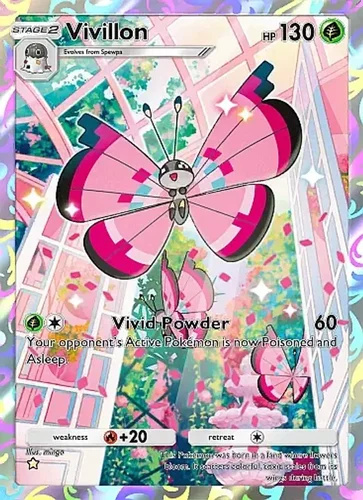 STAGE2 Vivillon HP 130
Evolves from Spewpa
Vivid Powder 60
Your opponent's Active Pokémon is now Poisoned and
Asleep.
weakness +20 retreat
Illus. mingo
This Pokémon was born in a land where flowers
bloom. It scatters colorful, toxic scales from its
wings during battle.